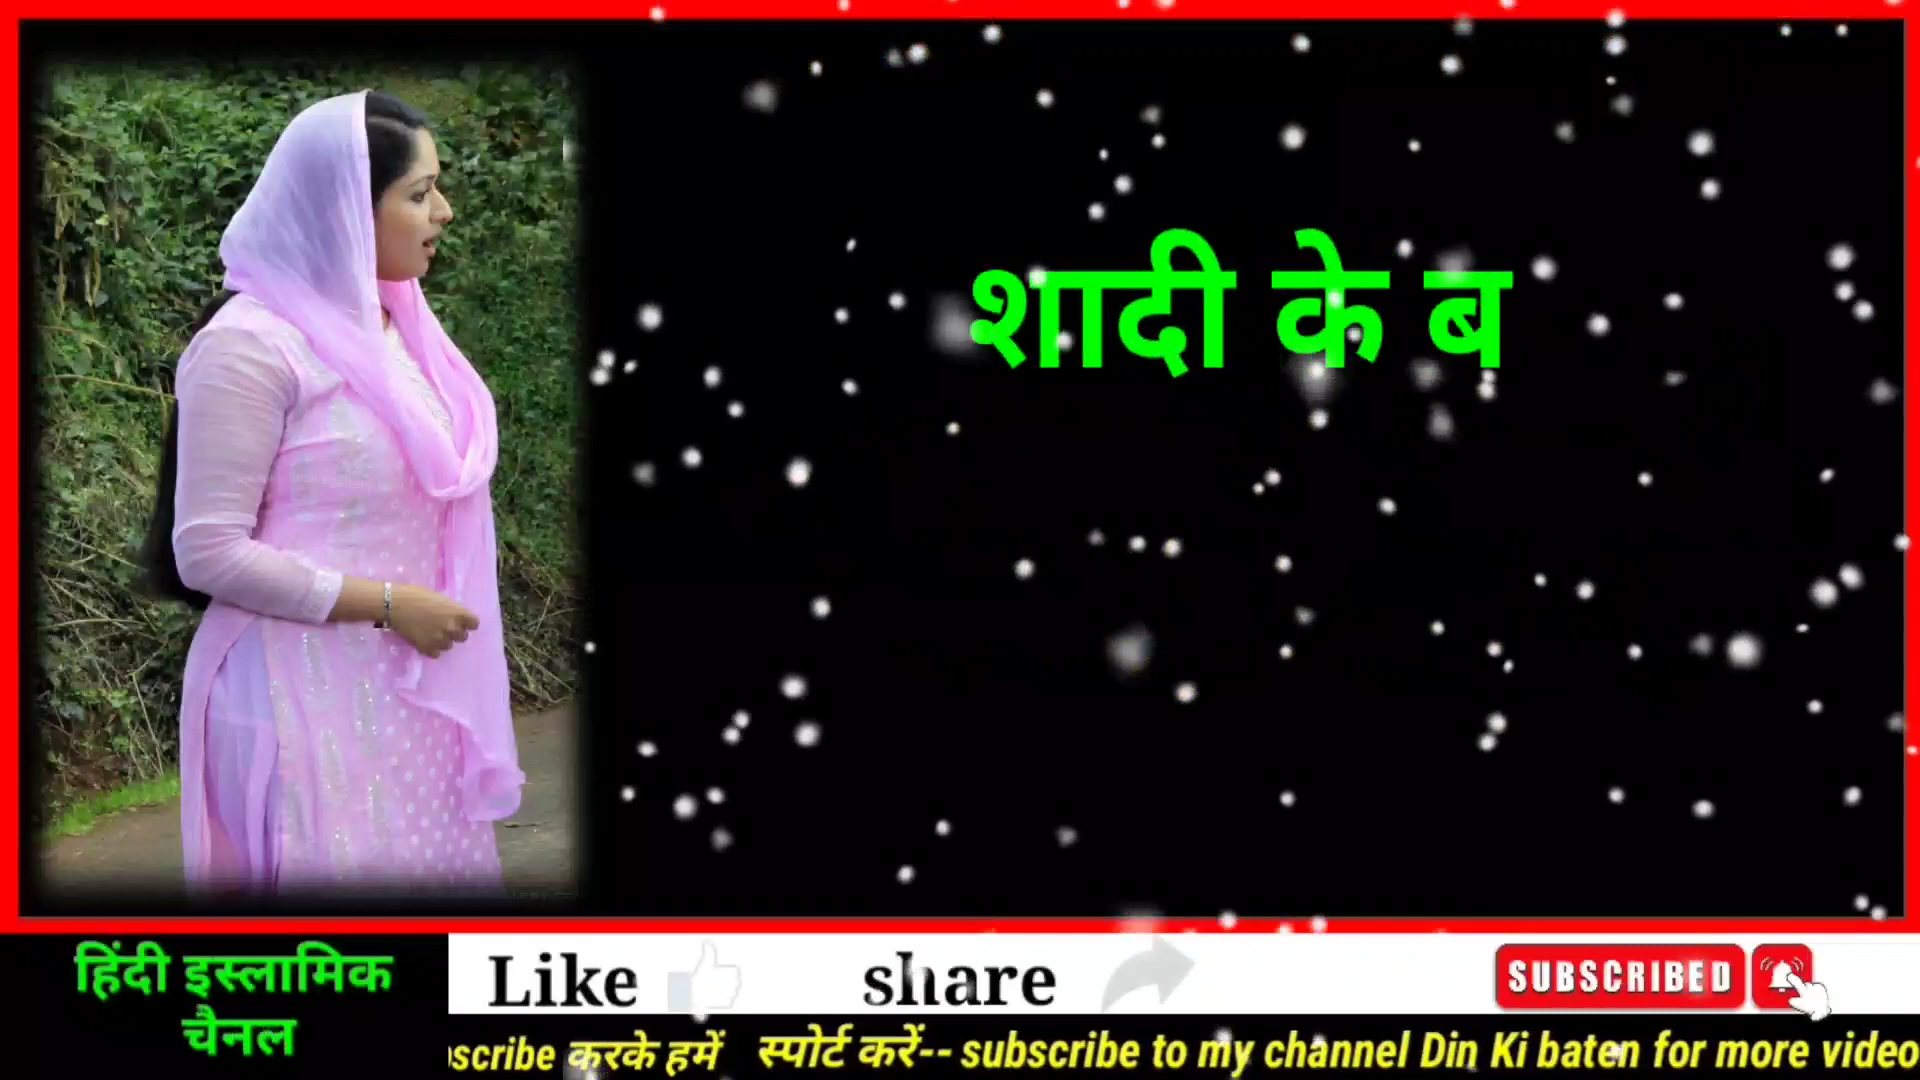 शादी के ब
हिंदी इस्लामिक
चैनल
Like share SUBSCRIBED
scribe करके हमें स्पोर्ट करें-- subscribe to my channel Din Ki baten for more video